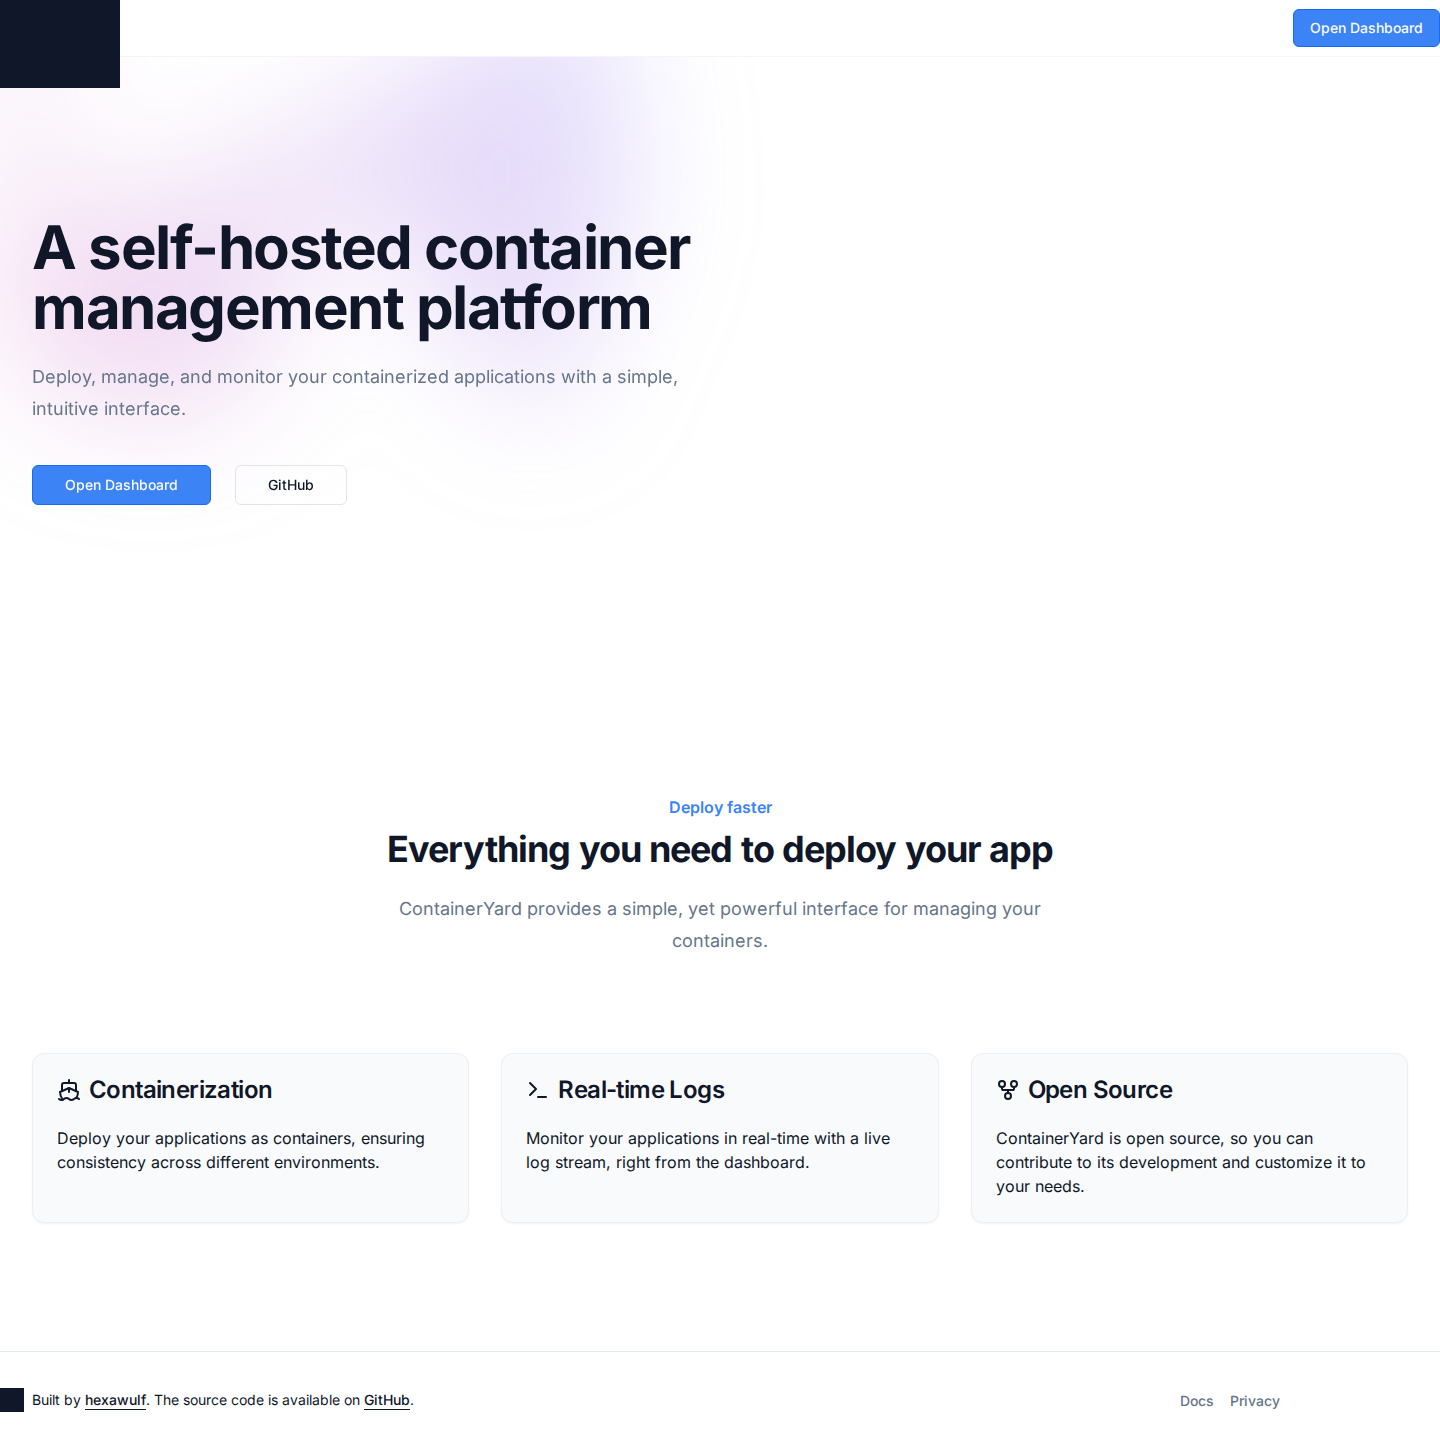 Open Dashboard
A self-hosted container
management platform
Deploy, manage, and monitor your containerized applications with a simple,
intuitive interface.
Open Dashboard
GitHub
Deploy faster
Everything you need to deploy your app
ContainerYard provides a simple, yet powerful interface for managing your
containers.
Containerization
Deploy your applications as containers, ensuring
consistency across different environments.
Real-time Logs
Monitor your applications in real-time with a live
log stream, right from the dashboard.
Open Source
ContainerYard is open source, so you can
contribute to its development and customize it to
your needs.
Built by hexawulf. The source code is available on GitHub.
Docs
Privacy